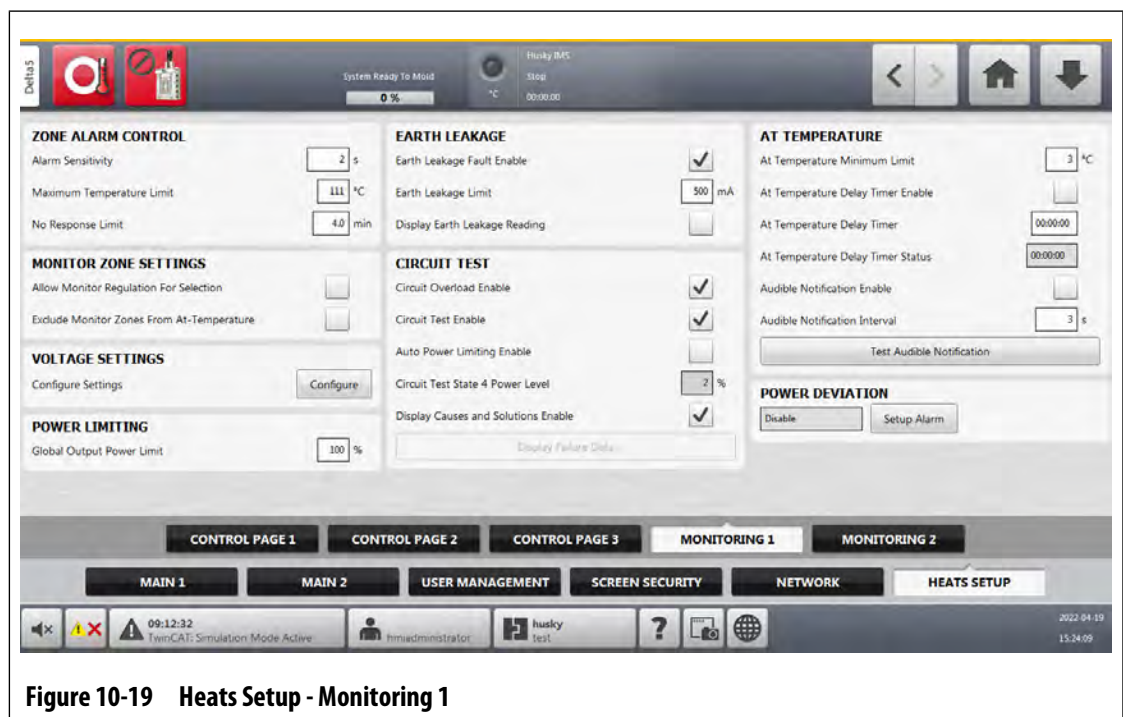 Delta5
System Ready To Mold
0 %
°C
Husky IMS
Stop
00:00:00
ZONE ALARM CONTROL
Alarm Sensitivity 2 s
Maximum Temperature Limit 111 °C
No Response Limit 4.0 min
MONITOR ZONE SETTINGS
Allow Monitor Regulation For Selection
Exclude Monitor Zones From At-Temperature
VOLTAGE SETTINGS
Configure Settings Configure
POWER LIMITING
Global Output Power Limit 100 %
EARTH LEAKAGE
Earth Leakage Fault Enable
Earth Leakage Limit 500 mA
Display Earth Leakage Reading
CIRCUIT TEST
Circuit Overload Enable
Circuit Test Enable
Auto Power Limiting Enable
Circuit Test State 4 Power Level 2 %
Display Causes and Solutions Enable
Display Failure Data
AT TEMPERATURE
At Temperature Minimum Limit 3 °C
At Temperature Delay Timer Enable
At Temperature Delay Timer 00:00:00
At Temperature Delay Timer Status 00:00:00
Audible Notification Enable
Audible Notification Interval 3 s
Test Audible Notification
POWER DEVIATION
Disable Setup Alarm
CONTROL PAGE 1 CONTROL PAGE 2 CONTROL PAGE 3 MONITORING 1 MONITORING 2
MAIN 1 MAIN 2 USER MANAGEMENT SCREEN SECURITY NETWORK HEATS SETUP
09:12:32
TwinCAT: Simulation Mode Active
hmiadministrator
husky
test
?
2022-04-19
15:24:09
Figure 10-19 Heats Setup - Monitoring 1